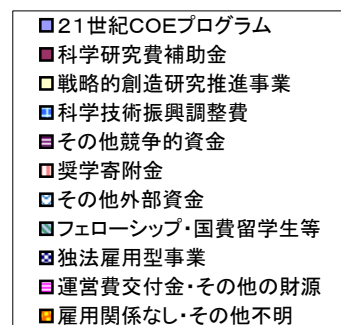 21世紀COEプログラム
科学研究費補助金
戦略的創造研究推進事業
科学技術振興調整費
その他競争的資金
奨学寄附金
その他外部資金
フェローシップ・国費留学生等
独法雇用型事業
運営費交付金・その他の財源
雇用関係なし・その他不明